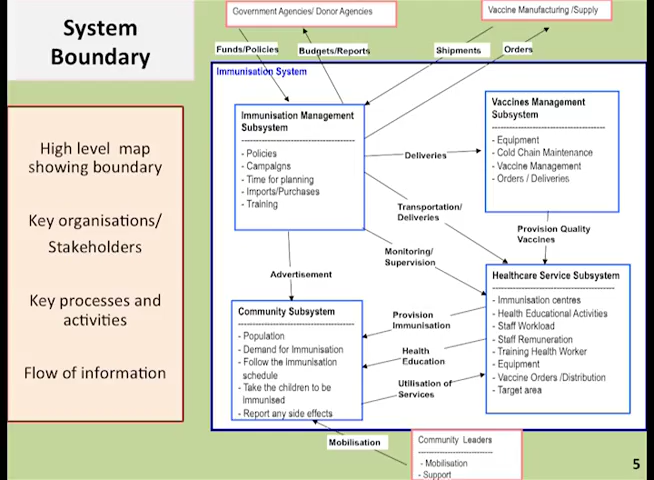 System
Boundary
High level map
showing boundary
Key organisations/
Stakeholders
Key processes and
activities
Flow of information
Government Agencies/ Donor Agencies
Vaccine Manufacturing /Supply
Funds/Policies
Budgets/Reports
Shipments
Orders
Immunisation System
Immunisation Management
Subsystem
- Policies
- Campaigns
- Time for planning
- Imports/Purchases
- Training
Deliveries
Vaccines Management
Subsystem
- Equipment
- Cold Chain Maintenance
- Vaccine Management
- Orders / Deliveries
Transportation/
Deliveries
Provision Quality
Vaccines
Monitoring/
Supervision
Advertisement
Community Subsystem
- Population
- Demand for Immunisation
- Follow the Immunisation
schedule
- Take the children to be
immunised
- Report any side effects
Provision
Immunisation
Health
Education
Utilisation of
Services
Healthcare Service Subsystem
- Immunisation centres
- Health Educational Activities
- Staff Workload
- Staff Remuneration
- Training Health Worker
- Equipment
- Vaccine Orders /Distribution
- Target area
Mobilisation
Community Leaders
- Mobilisation
- Support
5